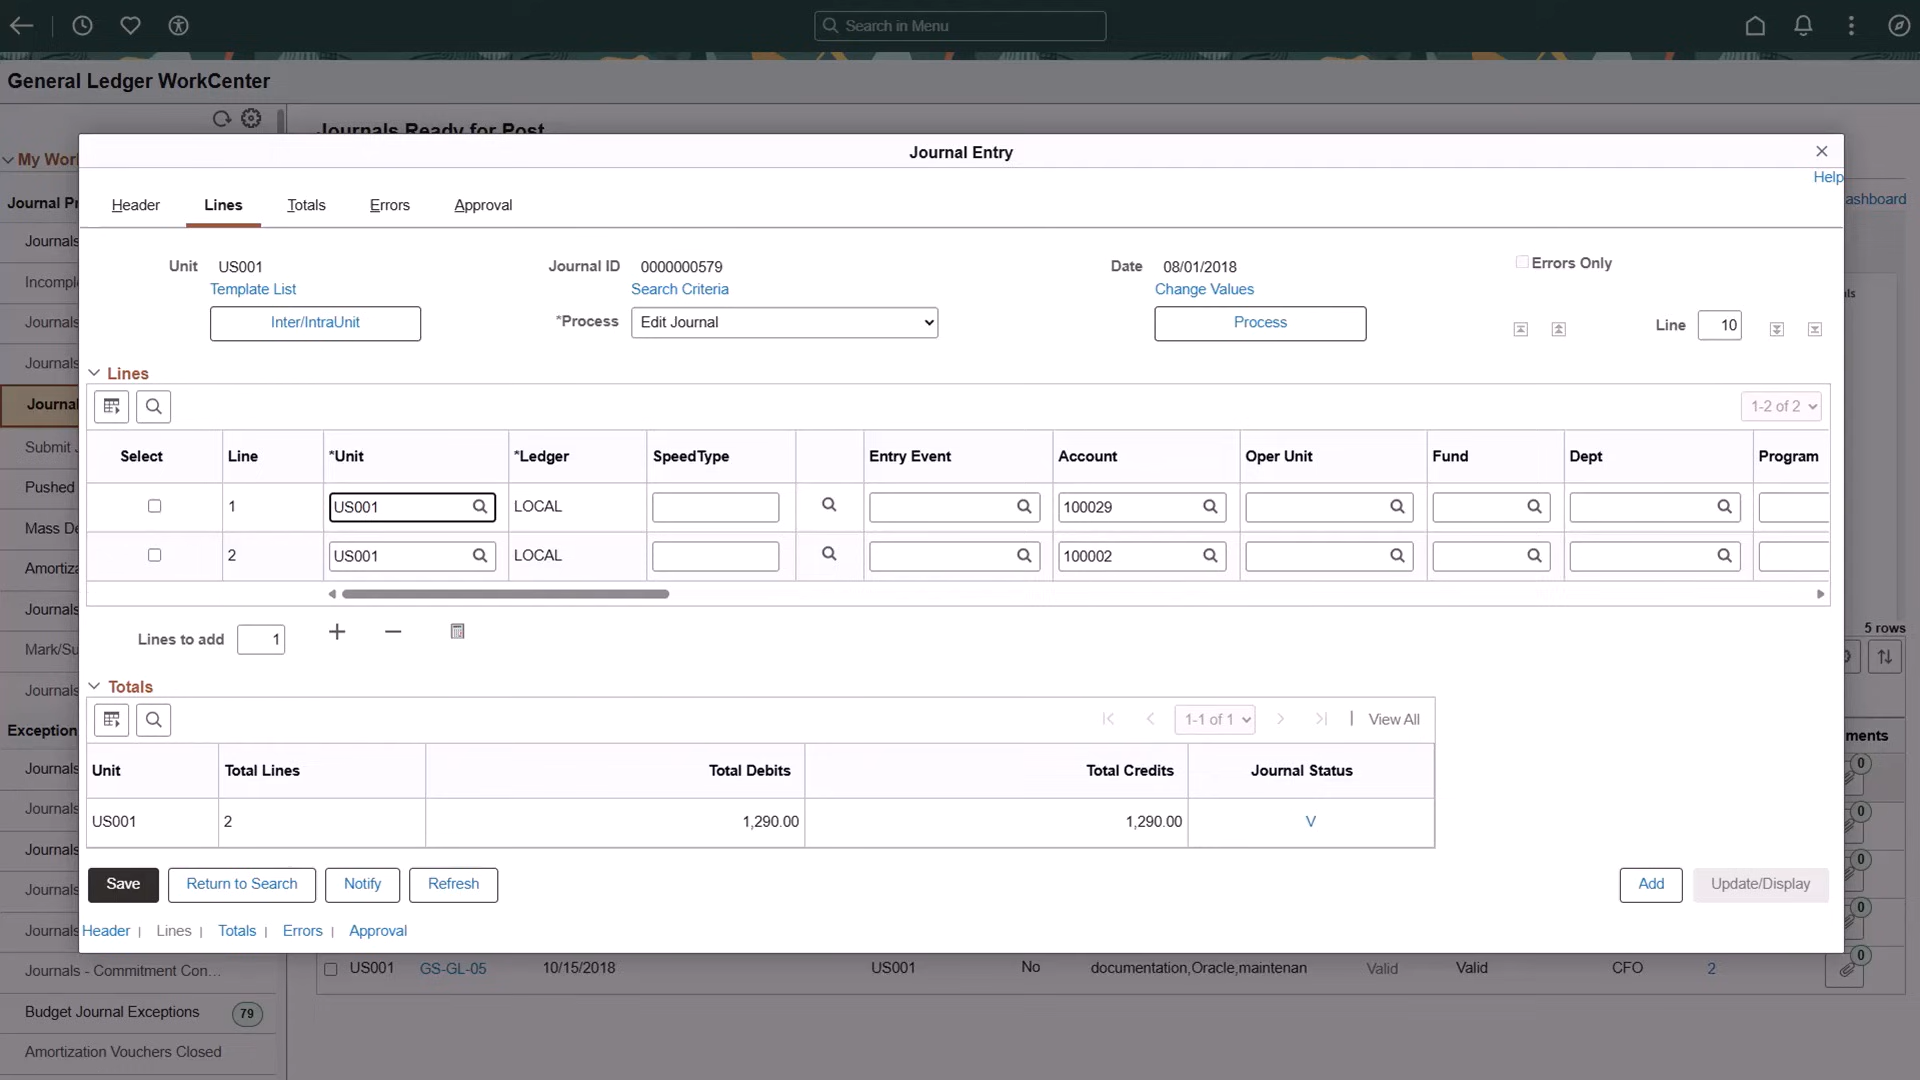 Search in Menu
General Ledger WorkCenter
Journals Ready for Post
My Wor
Journal Entry
Help
ashboard
Journal Pr
Header Lines Totals Errors Approval
Journals
Unit US001 Journal ID 0000000579 Date 08/01/2018 Errors Only
Template List Search Criteria Change Values
Incompl
Inter/IntraUnit *Process Edit Journal Process Line 10
Journals
Journals
Lines
Journal
1-2 of 2
Submit J
Select Line *Unit *Ledger SpeedType Entry Event Account Oper Unit Fund Dept Program
Pushed
1 US001 LOCAL 100029
Mass De
2 US001 LOCAL 100002
Amortiza
Journals
5 rows
Lines to add 1
Mark/Su
Totals
Journals
1-1 of 1 View All
Exception
ments
Unit Total Lines Total Debits Total Credits Journal Status
Journals
0
Journals
0
US001 2 1,290.00 1,290.00 V
Journals
0
Save Return to Search Notify Refresh Add Update/Display
Journals
0
Journals
Header | Lines | Totals | Errors | Approval
0
Journals - Commitment Con...
US001 GS-GL-05 10/15/2018 US001 No documentation,Oracle,maintenan Valid Valid CFO 2
Budget Journal Exceptions 79
Amortization Vouchers Closed